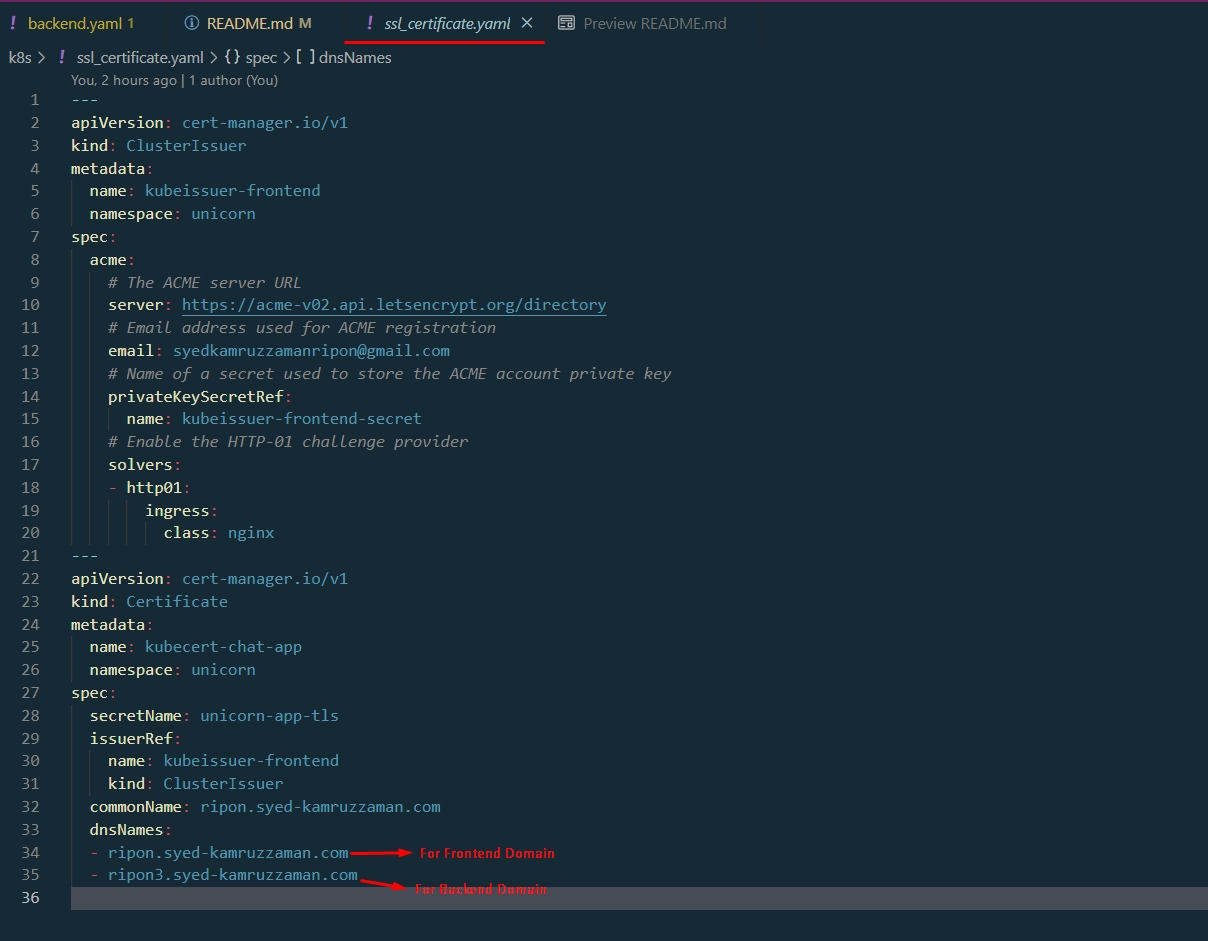 ! backend.yaml 1 README.md M ! ssl_certificate.yaml × Preview README.md
k8s > ! ssl_certificate.yaml > {} spec > [ ] dnsNames
You, 2 hours ago | 1 author (You)
1 ---
2 apiVersion: cert-manager.io/v1
3 kind: ClusterIssuer
4 metadata:
5   name: kubeissuer-frontend
6   namespace: unicorn
7 spec:
8   acme:
9     # The ACME server URL
10     server: https://acme-v02.api.letsencrypt.org/directory
11     # Email address used for ACME registration
12     email: syedkamruzzamanripon@gmail.com
13     # Name of a secret used to store the ACME account private key
14     privateKeySecretRef:
15       name: kubeissuer-frontend-secret
16     # Enable the HTTP-01 challenge provider
17     solvers:
18     - http01:
19         ingress:
20           class: nginx
21 ---
22 apiVersion: cert-manager.io/v1
23 kind: Certificate
24 metadata:
25   name: kubecert-chat-app
26   namespace: unicorn
27 spec:
28   secretName: unicorn-app-tls
29   issuerRef:
30     name: kubeissuer-frontend
31     kind: ClusterIssuer
32   commonName: ripon.syed-kamruzzaman.com
33   dnsNames:
34   - ripon.syed-kamruzzaman.com For Frontend Domain
35   - ripon3.syed-kamruzzaman.com For Backend Domain
36